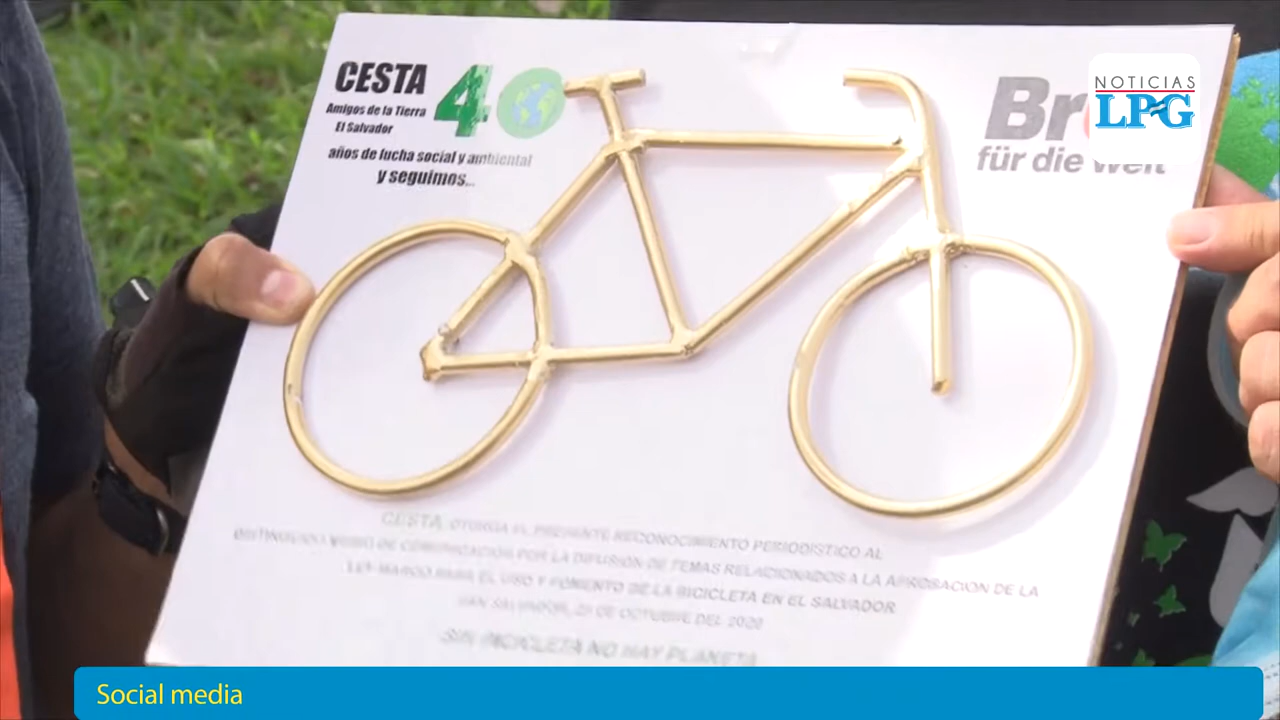 CESTA 40
Amigos de la Tierra
El Salvador
años de lucha social y ambiental
y seguimos...
Br
für die Welt
NOTICIAS
LPG
CESTA, OTORGA EL PRESENTE RECONOCIMIENTO PERIODÍSTICO AL
DISTINGUIDO MEDIO DE COMUNICACIÓN POR LA DIFUSIÓN DE TEMAS RELACIONADOS A LA APROBACIÓN DE LA
LEY MARCO PARA EL USO Y FOMENTO DE LA BICICLETA EN EL SALVADOR
SAN SALVADOR, DE OCTUBRE DEL 2022
SIN BICICLETA NO HAY PLANETA
Social media